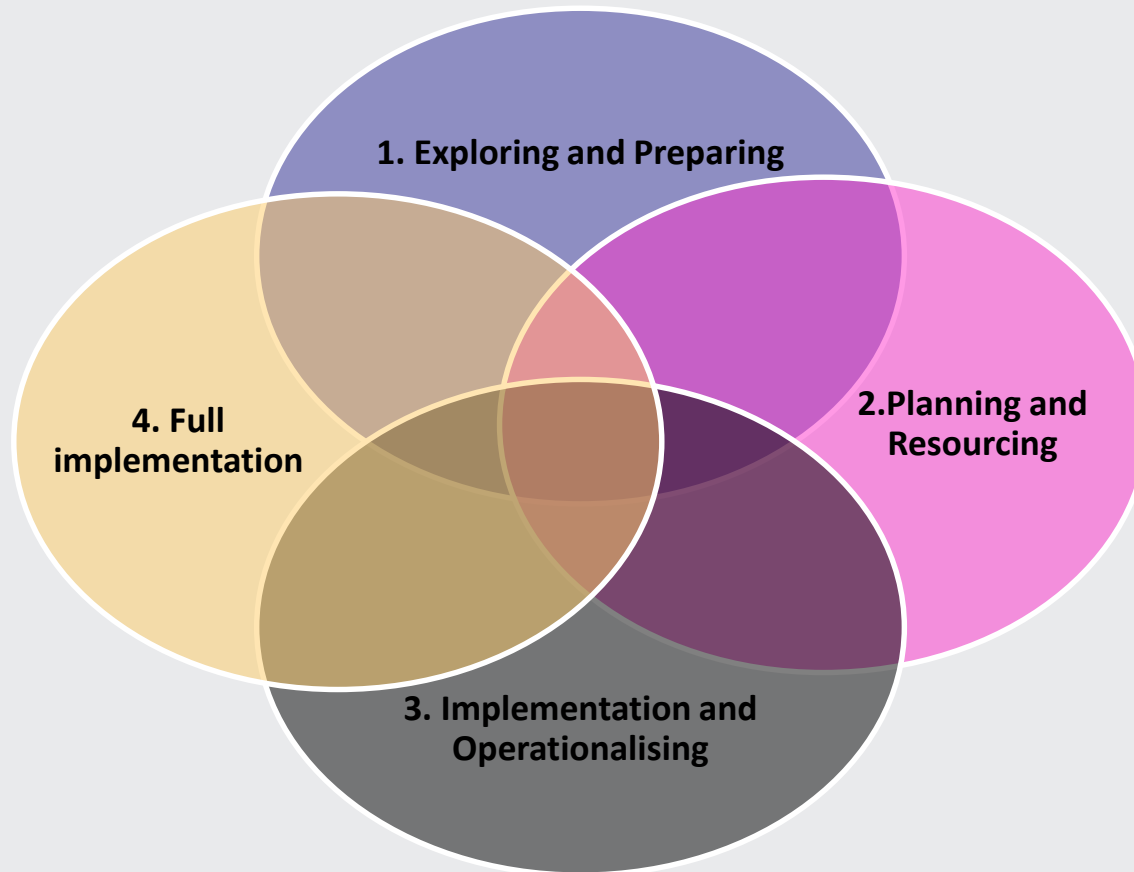 1. Exploring and Preparing
2.Planning and
Resourcing
4. Full
implementation
3. Implementation and
Operationalising